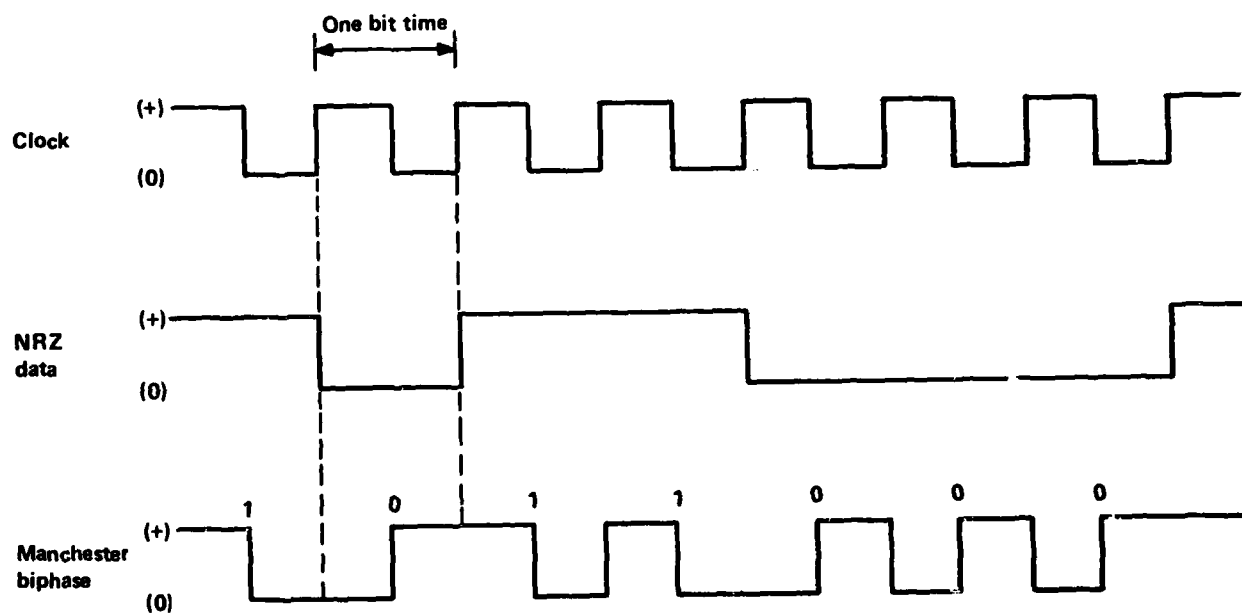 One bit time
(+)
Clock
(0)
(+)
NRZ
data
(0)
1 0 1 1 0 0 0
(+)
Manchester
biphase
(0)